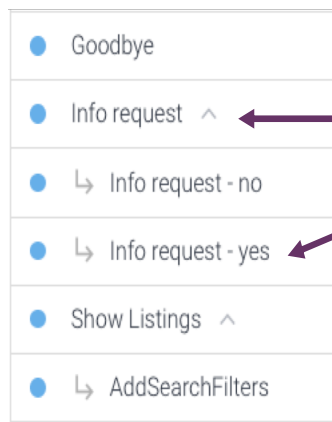 Goodbye
Info request
Info request - no
Info request - yes
Show Listings
AddSearchFilters